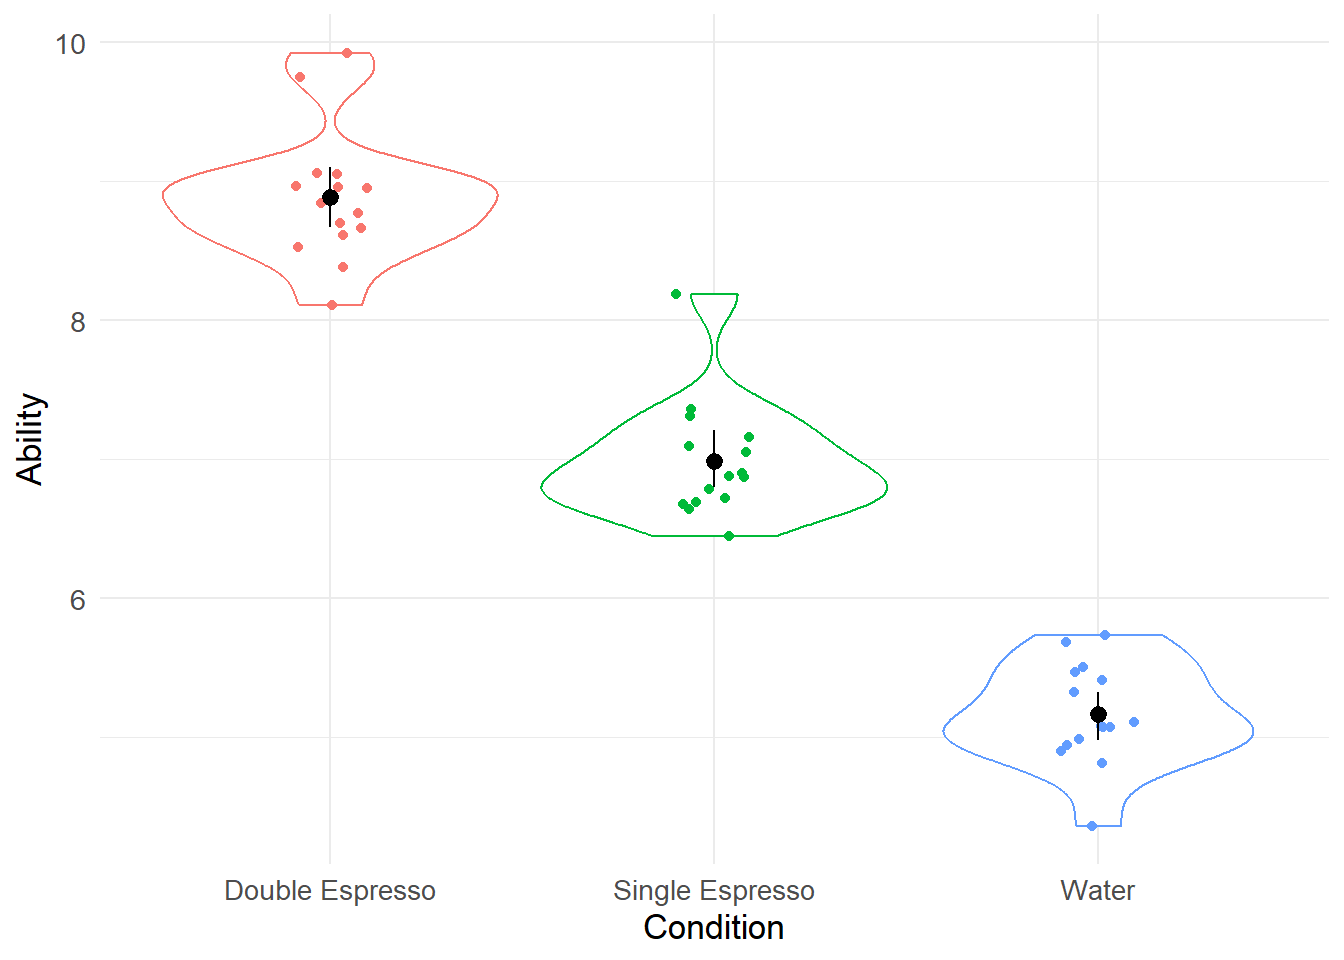 10
8
6
Ability
Double Espresso
Single Espresso
Water
Condition